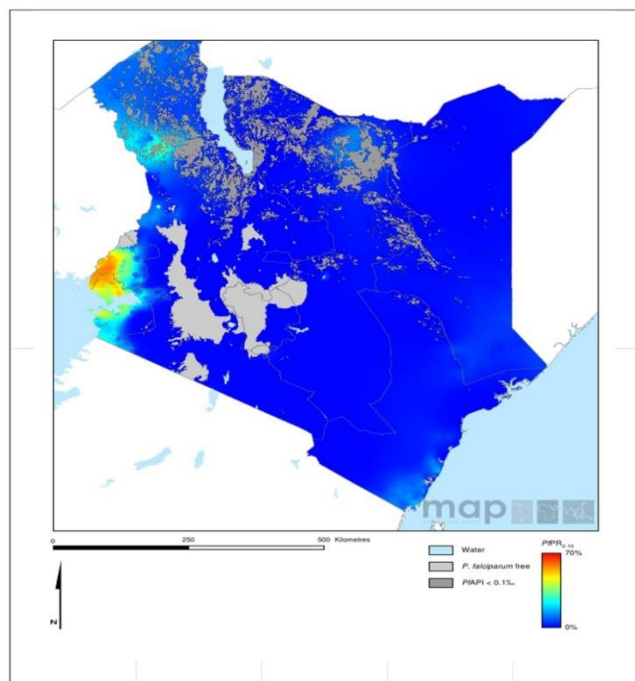 map
0
250
500 Kilometres
Water
P. falciparum free
PfAPI < 0.1‰
PfPR2-10
70%
0%
N